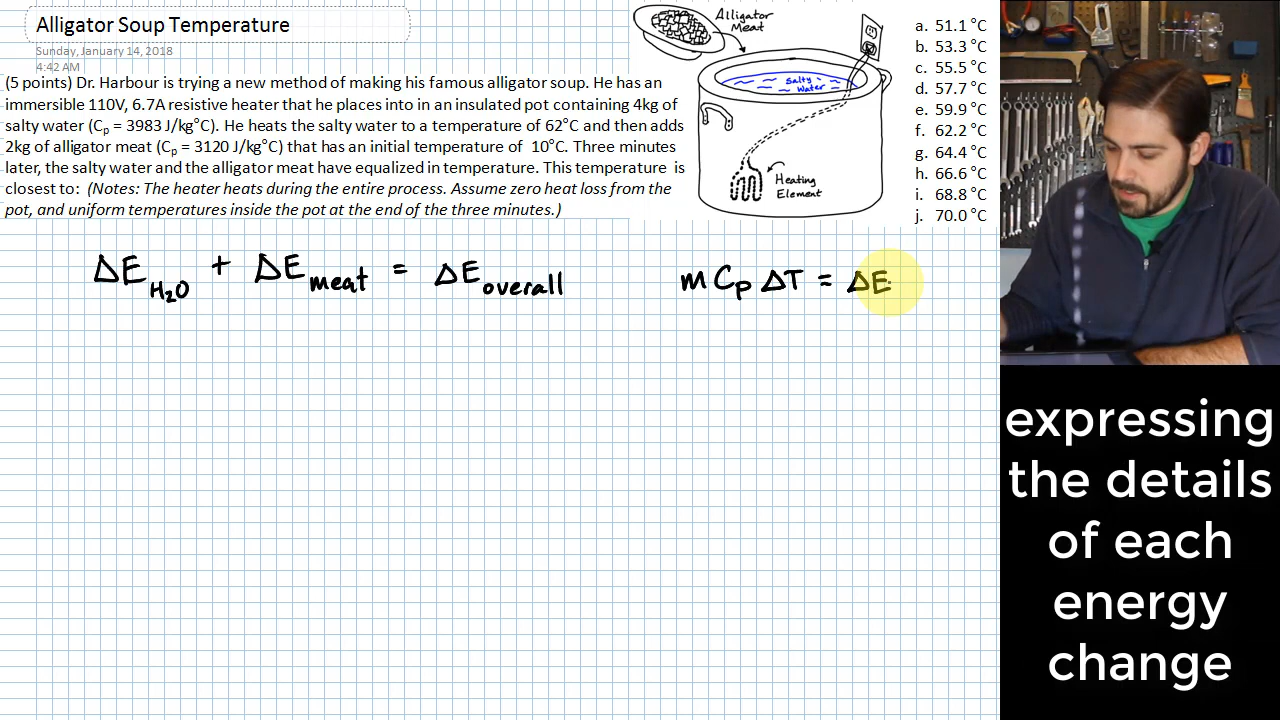 Alligator Soup Temperature
Sunday, January 14, 2018
4:42 AM
(5 points) Dr. Harbour is trying a new method of making his famous alligator soup. He has an
immersible 110V, 6.7A resistive heater that he places into in an insulated pot containing 4kg of
salty water (Cₚ = 3983 J/kg°C). He heats the salty water to a temperature of 62°C and then adds
2kg of alligator meat (Cₚ = 3120 J/kg°C) that has an initial temperature of 10°C. Three minutes
later, the salty water and the alligator meat have equalized in temperature. This temperature is
closest to: (Notes: The heater heats during the entire process. Assume zero heat loss from the
pot, and uniform temperatures inside the pot at the end of the three minutes.)
Alligator
Meat
Salty
Water
Heating
Element
a. 51.1 °C
b. 53.3 °C
c. 55.5 °C
d. 57.7 °C
e. 59.9 °C
f. 62.2 °C
g. 64.4 °C
h. 66.6 °C
i. 68.8 °C
j. 70.0 °C
ΔE H₂O + ΔE meat = ΔE overall
m Cp ΔT = ΔE
expressing
the details
of each
energy
change